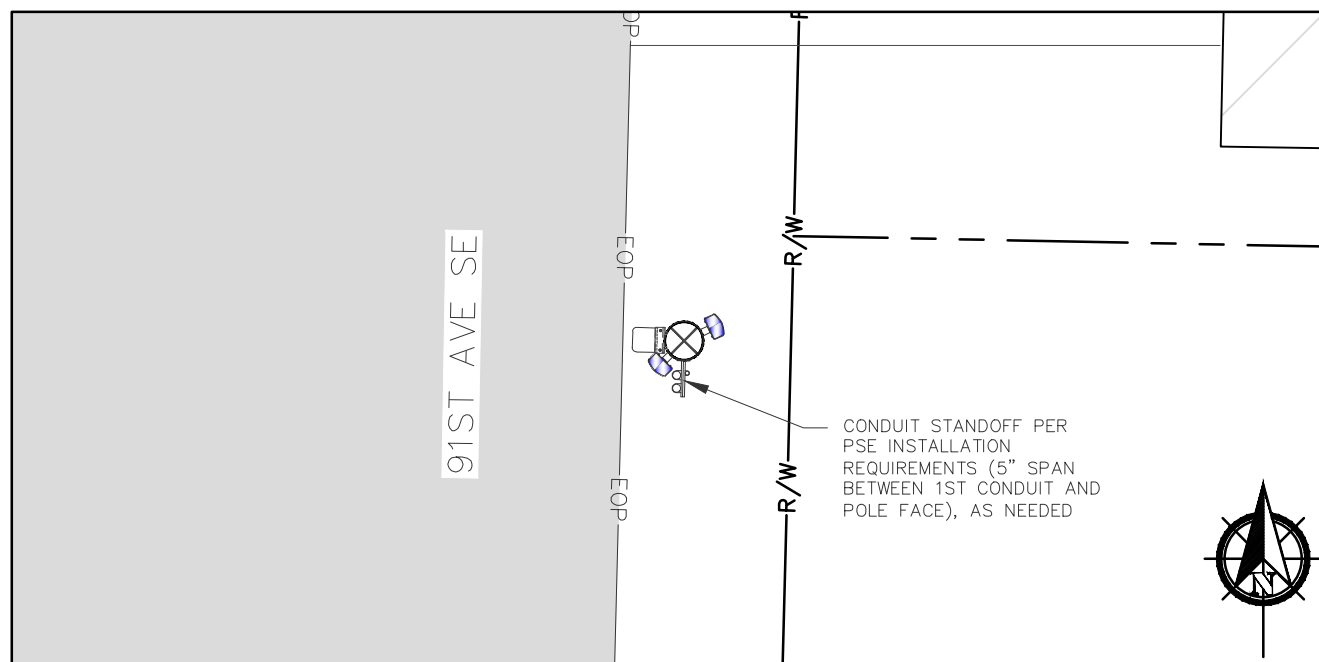 OP
R
R/W
EOP
91ST AVE SE
CONDUIT STANDOFF PER
PSE INSTALLATION
REQUIREMENTS (5" SPAN
BETWEEN 1ST CONDUIT AND
POLE FACE), AS NEEDED
R/W
EOP
N